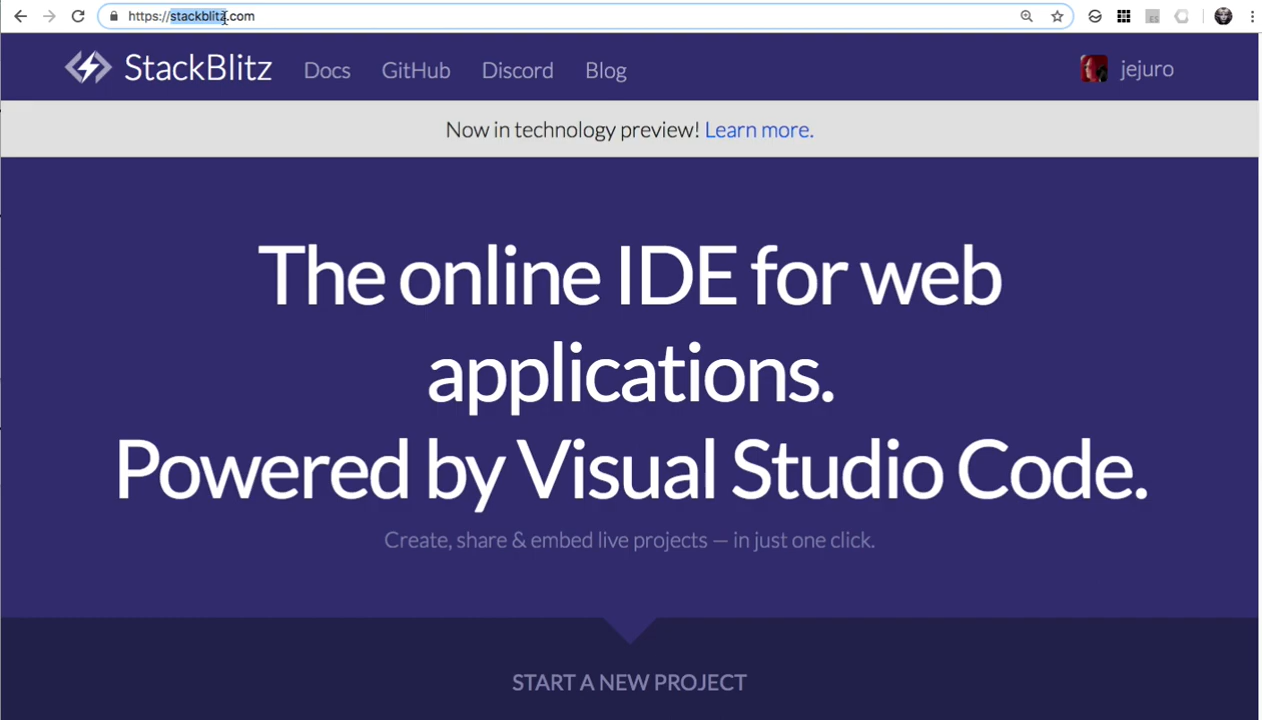 https://stackblitz.com
StackBlitz Docs GitHub Discord Blog jejuro
Now in technology preview! Learn more.
The online IDE for web
applications.
Powered by Visual Studio Code.
Create, share & embed live projects — in just one click.
START A NEW PROJECT